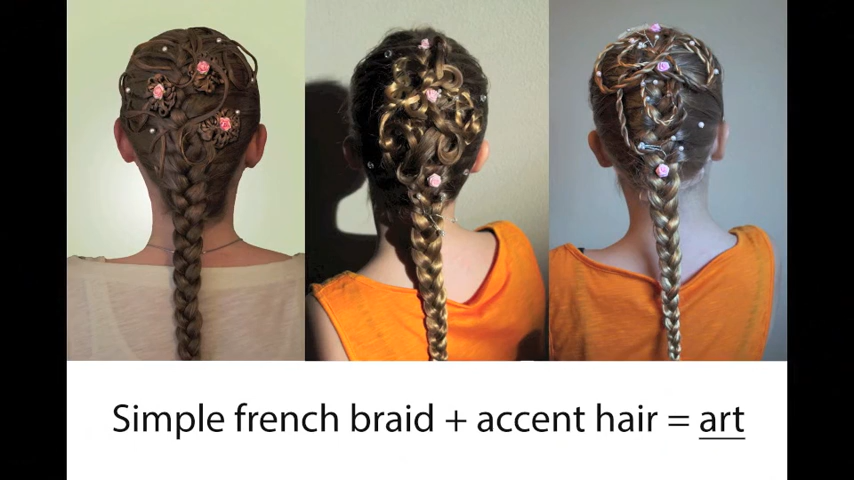 Simple french braid + accent hair = art